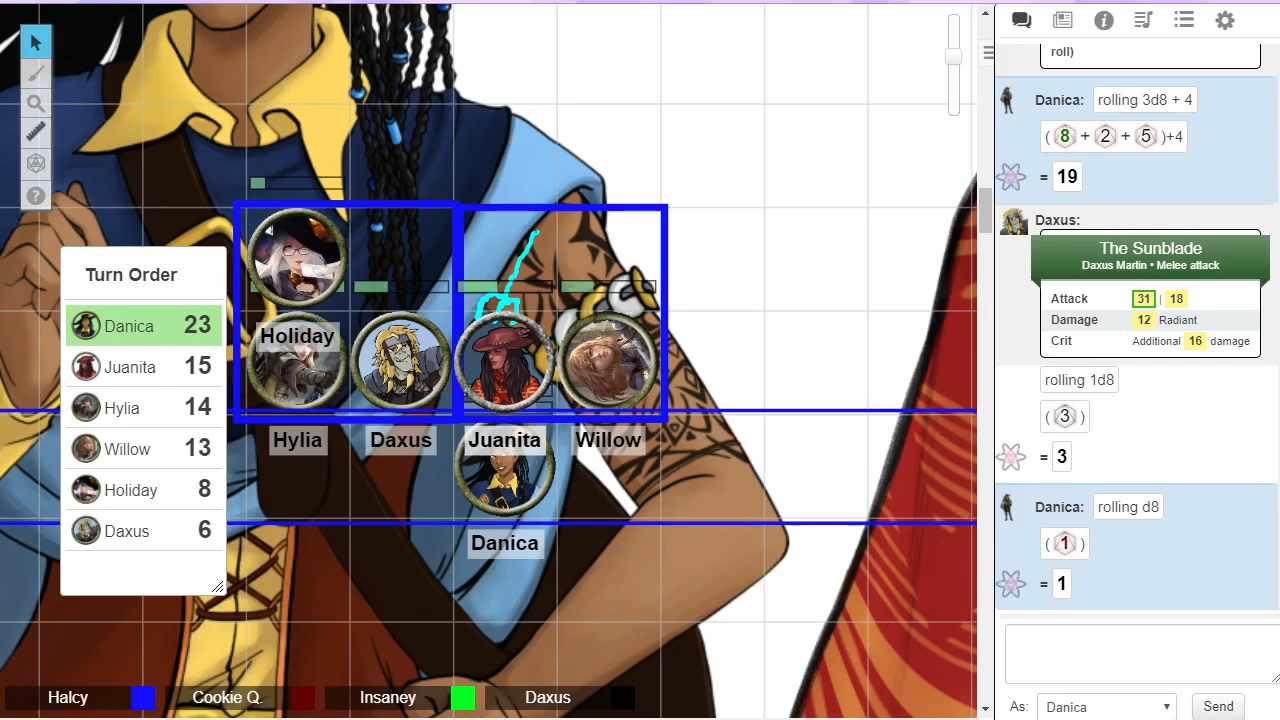 roll)
Danica:
rolling 3d8 + 4
( 8 + 2 + 5 )+4
= 19
Daxus:
The Sunblade
Daxus Martin • Melee attack
Attack 31 | 18
Damage 12 Radiant
Crit Additional 16 damage
rolling 1d8
( 3 )
= 3
Danica:
rolling d8
( 1 )
= 1
As: Danica Send
Turn Order
Danica 23
Juanita 15
Hylia 14
Willow 13
Holiday 8
Daxus 6
Holiday
Hylia
Daxus
Juanita
Willow
Danica
Halcy
Cookie Q.
Insaney
Daxus